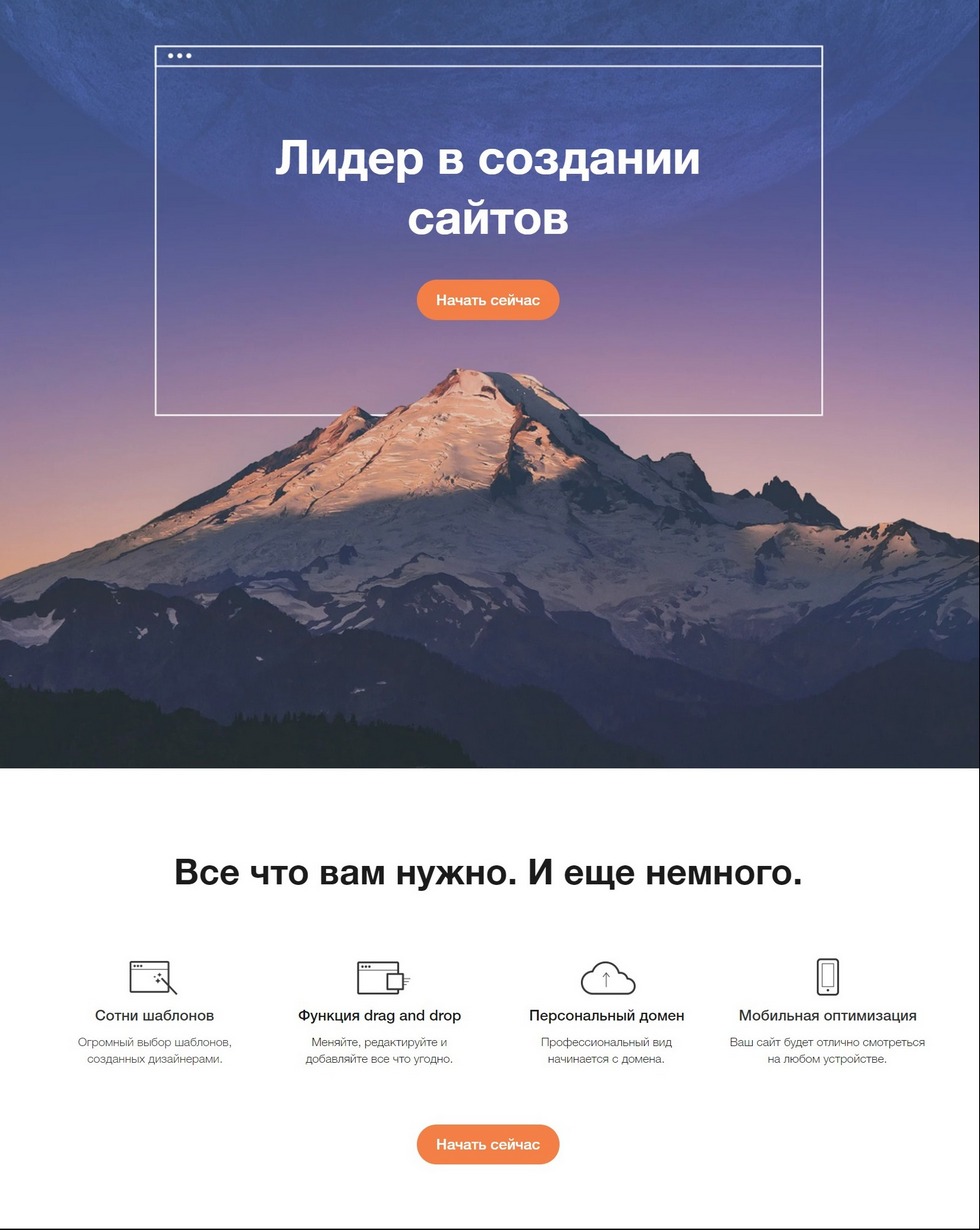 Лидер в создании
сайтов
Начать сейчас
Все что вам нужно. И еще немного.
Сотни шаблонов
Огромный выбор шаблонов,
созданных дизайнерами.
Функция drag and drop
Меняйте, редактируйте и
добавляйте все что угодно.
Персональный домен
Профессиональный вид
начинается с домена.
Мобильная оптимизация
Ваш сайт будет отлично смотреться
на любом устройстве.
Начать сейчас